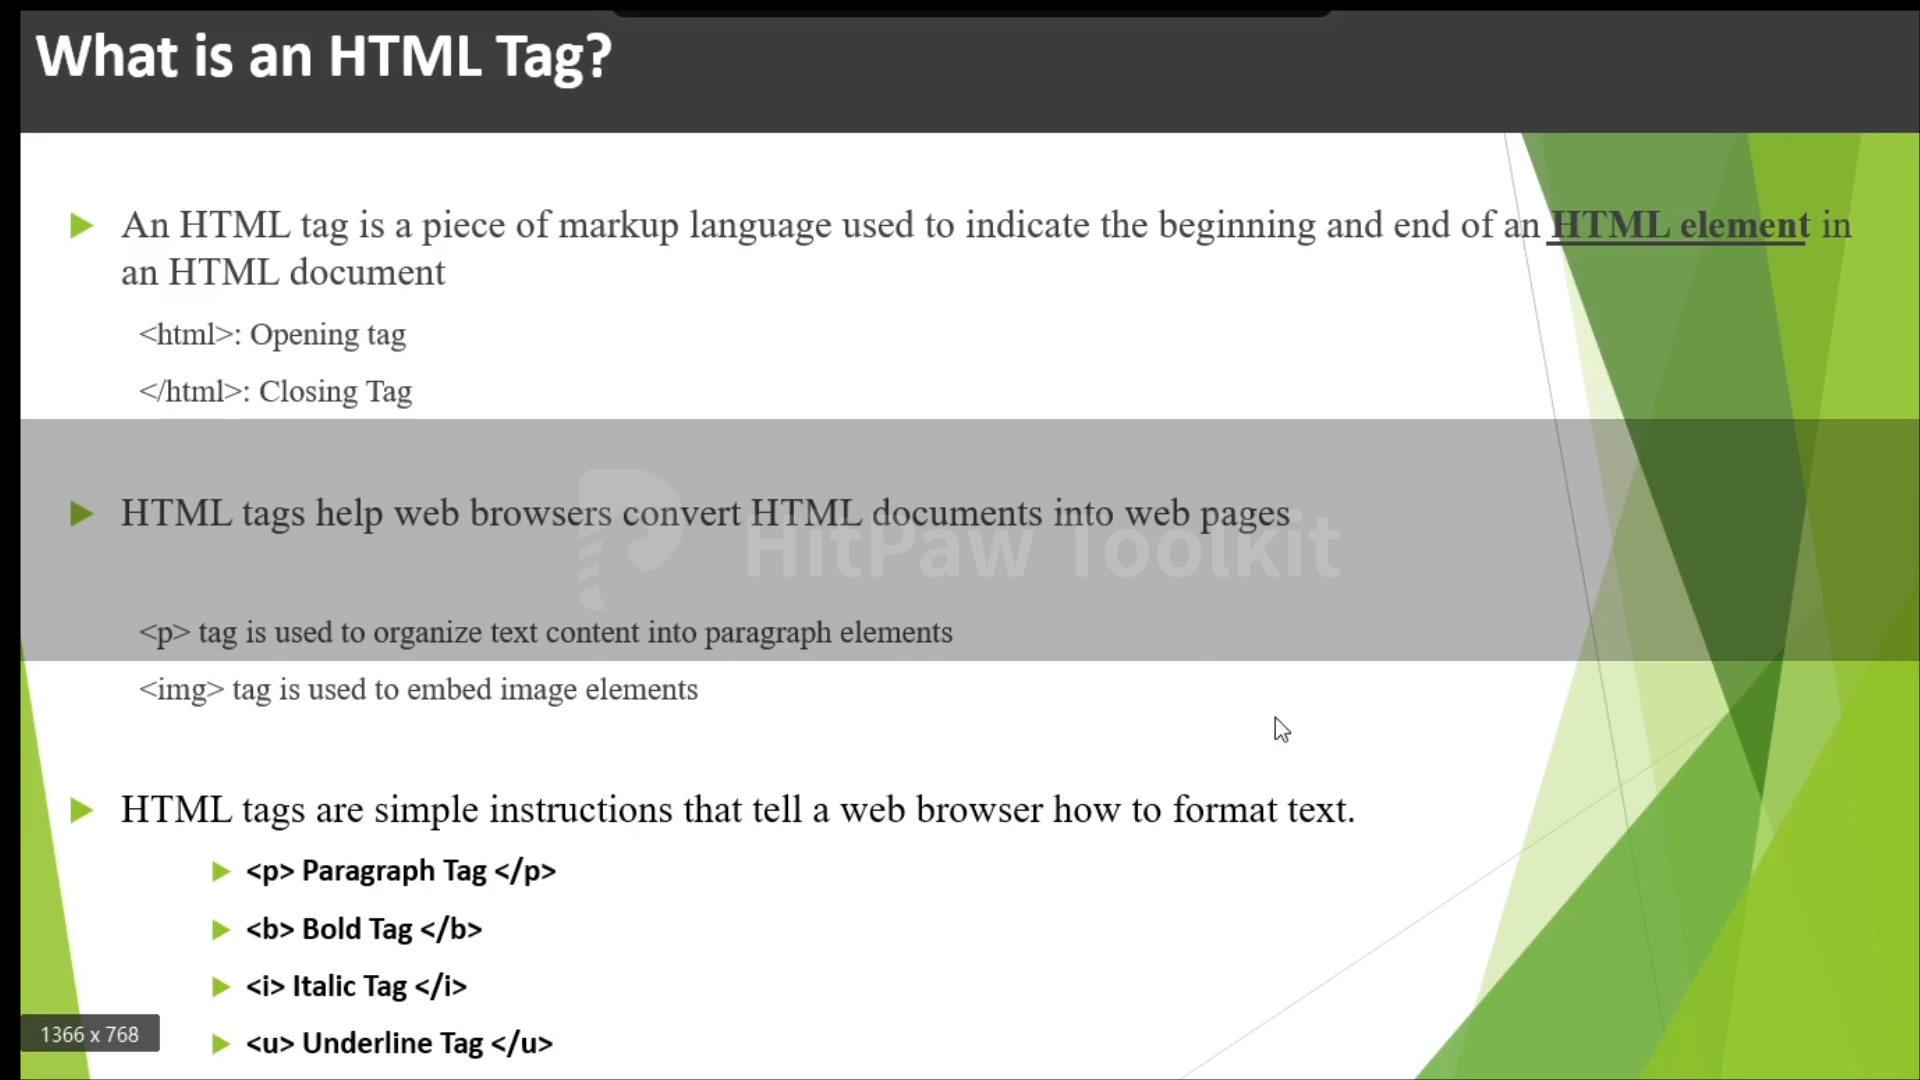 What is an HTML Tag?
An HTML tag is a piece of markup language used to indicate the beginning and end of an HTML element in
an HTML document
<html>: Opening tag
</html>: Closing Tag
HTML tags help web browsers convert HTML documents into web pages
HitPaw Toolkit
<p> tag is used to organize text content into paragraph elements
<img> tag is used to embed image elements
HTML tags are simple instructions that tell a web browser how to format text.
<p> Paragraph Tag </p>
<b> Bold Tag </b>
<i> Italic Tag </i>
<u> Underline Tag </u>
1366 x 768